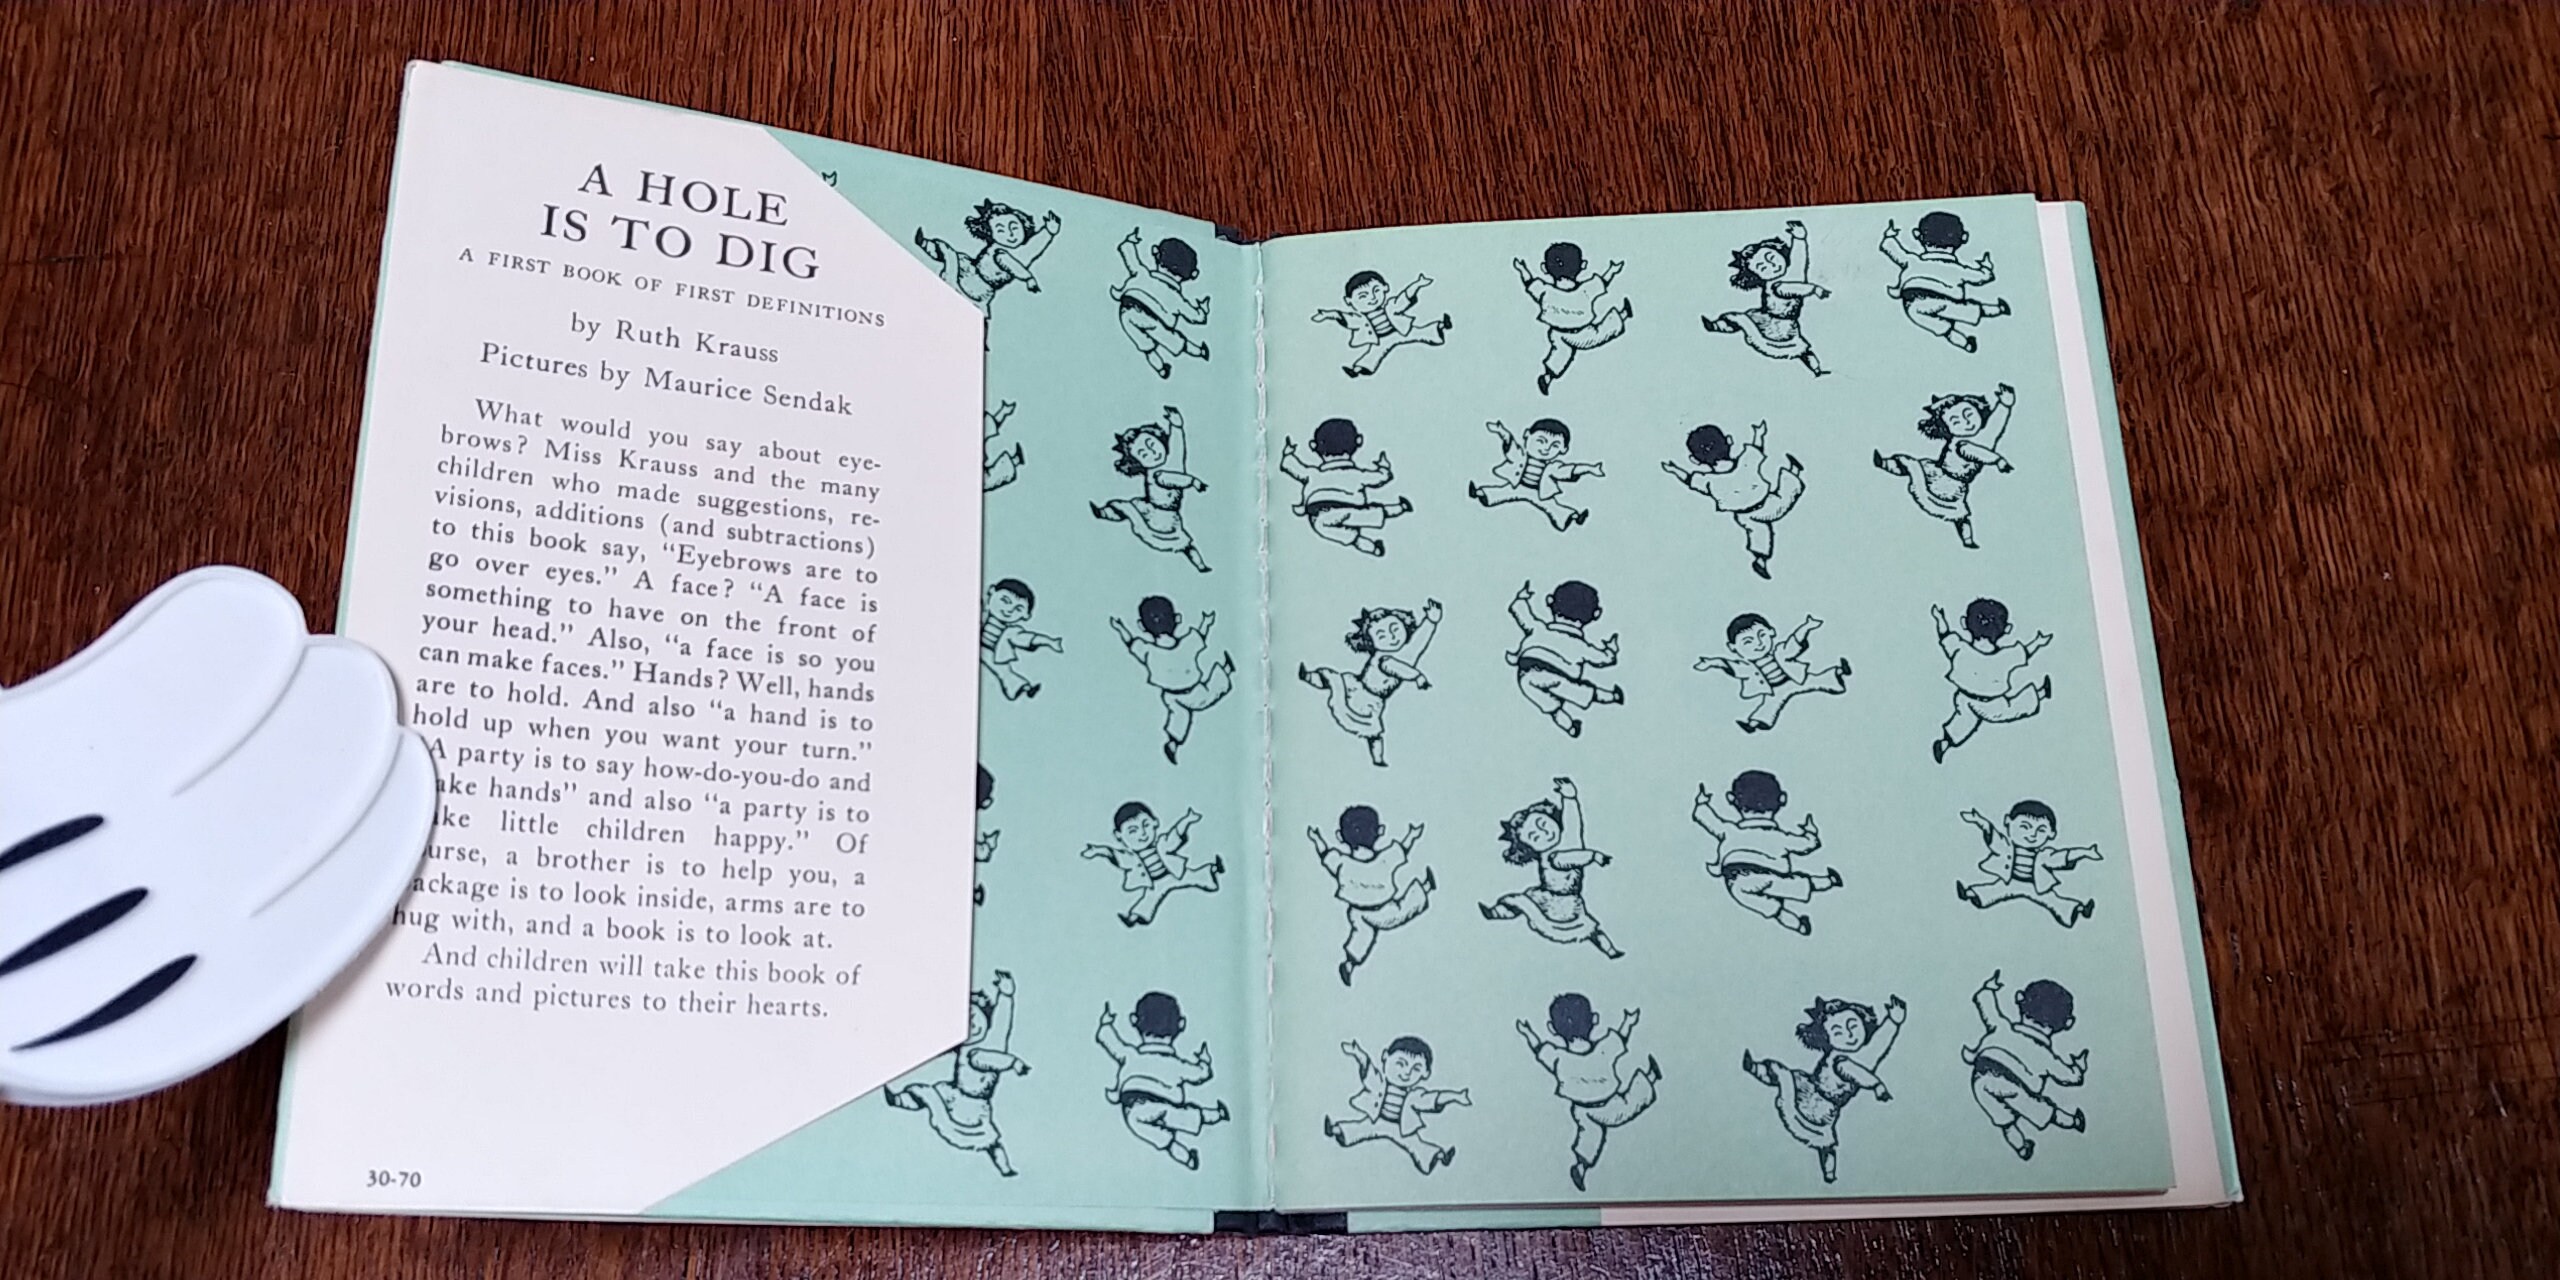 A HOLE
IS TO DIG
A FIRST BOOK OF FIRST DEFINITIONS
by Ruth Krauss
Pictures by Maurice Sendak
What would you say about eye-
brows? Miss Krauss and the many
children who made suggestions, re-
visions, additions (and subtractions)
to this book say, “Eyebrows are to
go over eyes.” A face? “A face is
something to have on the front of
your head.” Also, “a face is so you
can make faces.” Hands? Well, hands
are to hold. And also “a hand is to
hold up when you want your turn.”
“A party is to say how-do-you-do and
ake hands” and also “a party is to
ke little children happy.” Of
urse, a brother is to help you, a
ackage is to look inside, arms are to
hug with, and a book is to look at.
And children will take this book of
words and pictures to their hearts.
30-70